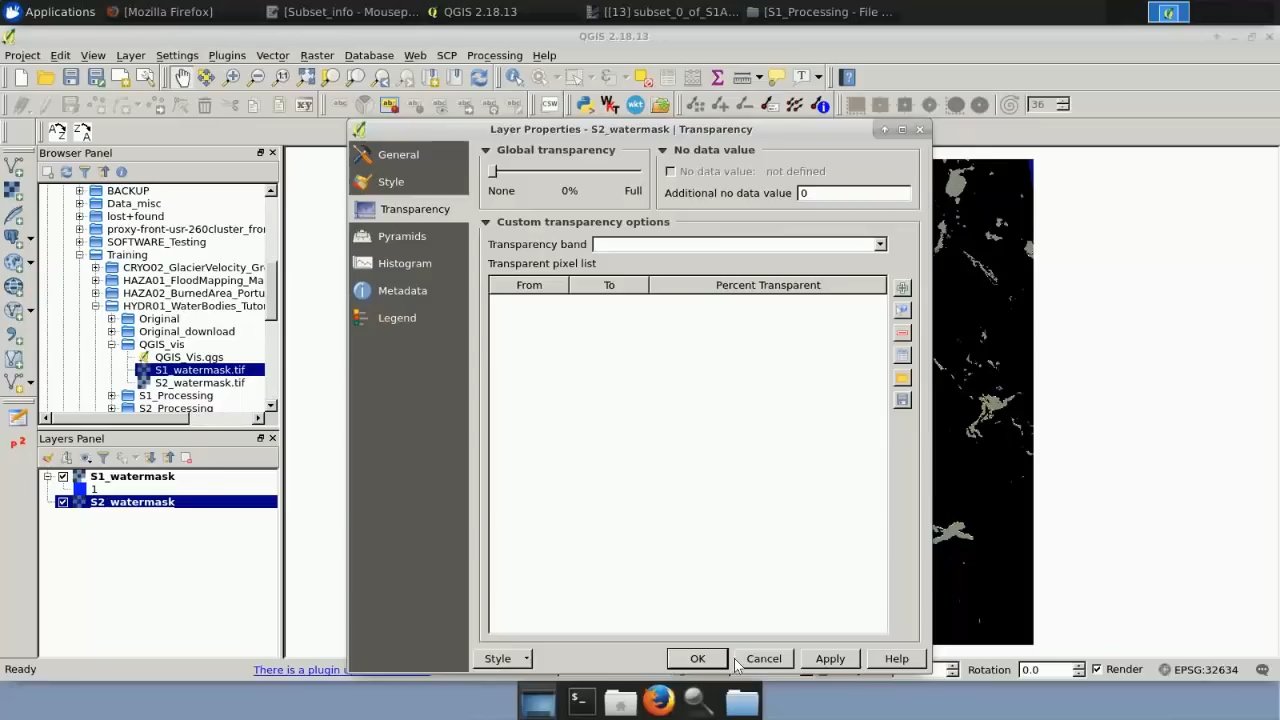 Applications [Mozilla Firefox] [Subset_info - Mousep... QGIS 2.18.13 [[13] subset_0_of_S1A... [S1_Processing - File ...
QGIS 2.18.13
Project Edit View Layer Settings Plugins Vector Raster Database Web SCP Processing Help
36
Browser Panel
BACKUP
Data_misc
lost+found
proxy-front-usr-260cluster_fro
SOFTWARE_Testing
Training
CRYO02_GlacierVelocity_Gr
HAZA01_FloodMapping_Ma
HAZA02_BurnedArea_Portu
HYDR01_WaterBodies_Tutor
Original
Original_download
QGIS_vis
QGIS_Vis.qgs
S1_watermask.tif
S2_watermask.tif
S1_Processing
S2_Processing
Layers Panel
S1_watermask
1
S2_watermask
Layer Properties - S2_watermask | Transparency
General
Style
Transparency
Pyramids
Histogram
Metadata
Legend
Global transparency
None 0% Full
No data value
No data value: not defined
Additional no data value 0
Custom transparency options
Transparency band
Transparent pixel list
From To Percent Transparent
Style OK Cancel Apply Help
Ready There is a plugin Rotation 0.0 Render EPSG:32634